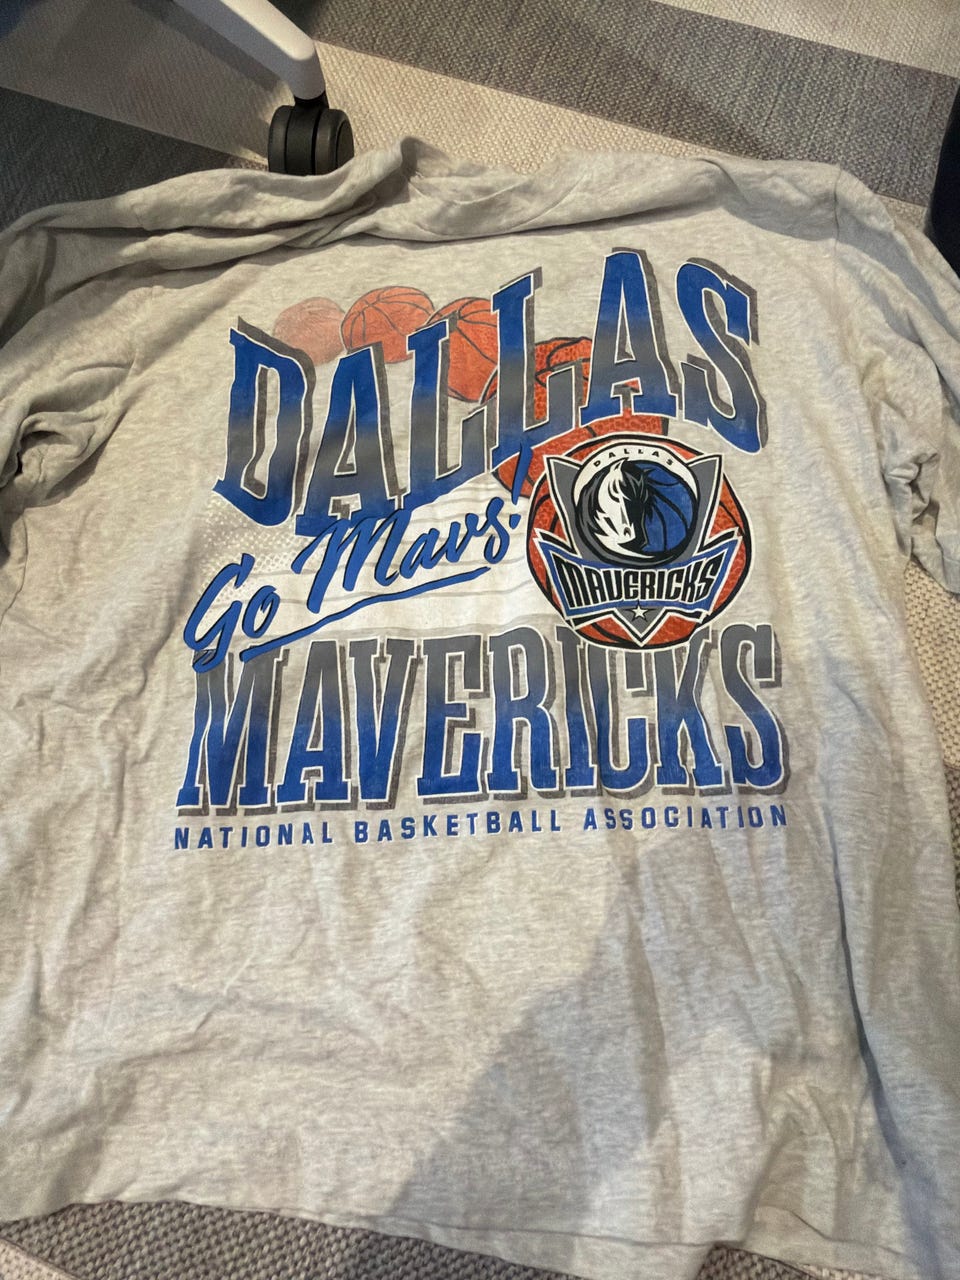 DALLAS
Go Mavs!
DALLAS
MAVERICKS
MAVERICKS
NATIONAL BASKETBALL ASSOCIATION